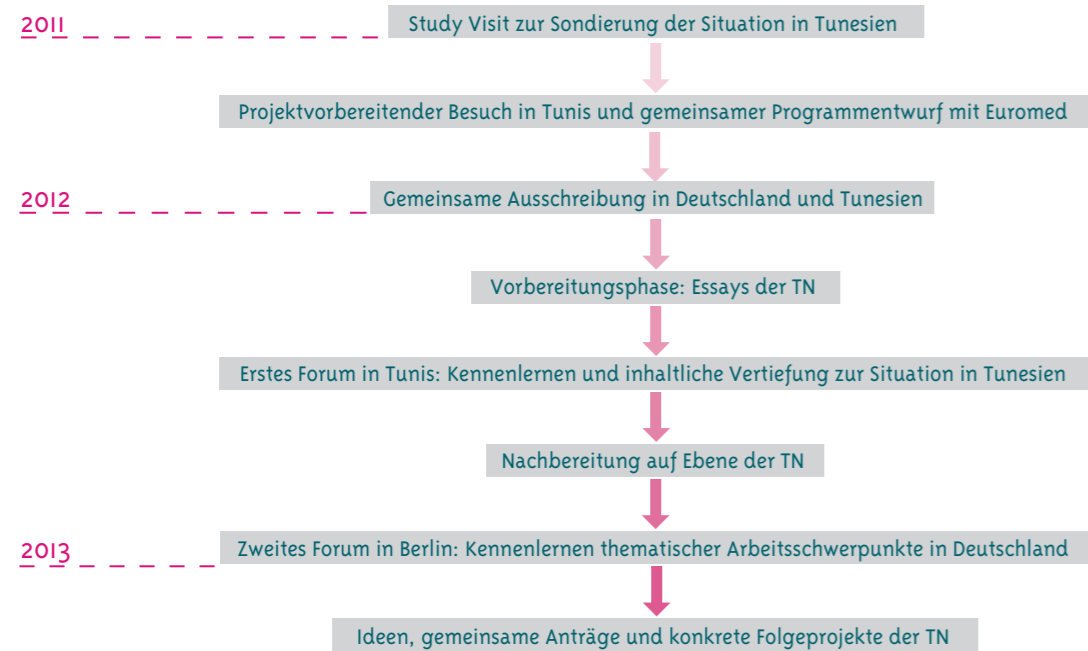 2011
Study Visit zur Sondierung der Situation in Tunesien
Projektvorbereitender Besuch in Tunis und gemeinsamer Programmentwurf mit Euromed
2012
Gemeinsame Ausschreibung in Deutschland und Tunesien
Vorbereitungsphase: Essays der TN
Erstes Forum in Tunis: Kennenlernen und inhaltliche Vertiefung zur Situation in Tunesien
Nachbereitung auf Ebene der TN
2013
Zweites Forum in Berlin: Kennenlernen thematischer Arbeitsschwerpunkte in Deutschland
Ideen, gemeinsame Anträge und konkrete Folgeprojekte der TN